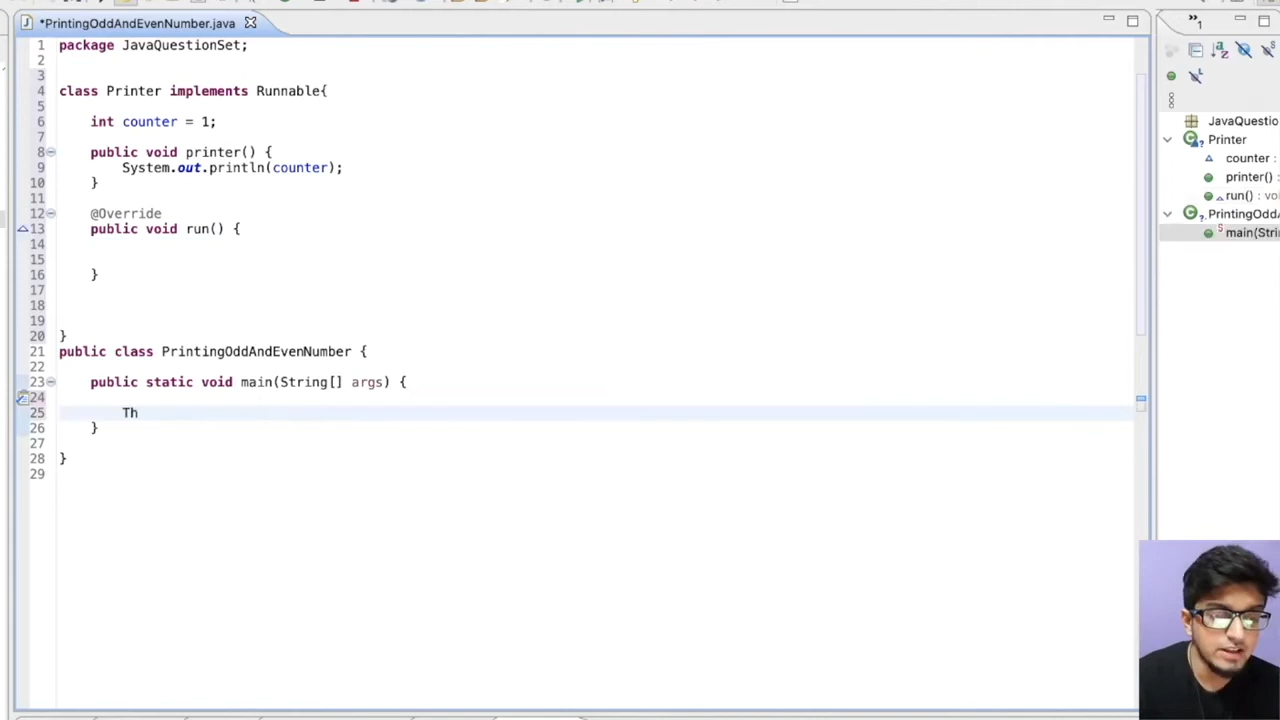 *PrintingOddAndEvenNumber.java
1 package JavaQuestionSet;
2
3
4 class Printer implements Runnable{
5
6 int counter = 1;
7
8 public void printer() {
9 System.out.println(counter);
10 }
11
12 @Override
13 public void run() {
14
15
16 }
17
18
19
20 }
21 public class PrintingOddAndEvenNumber {
22
23 public static void main(String[] args) {
24
25 Th
26 }
27
28 }
29
1
JavaQuestio
Printer
counter :
printer() :
run() : voi
PrintingOdd
main(Strin